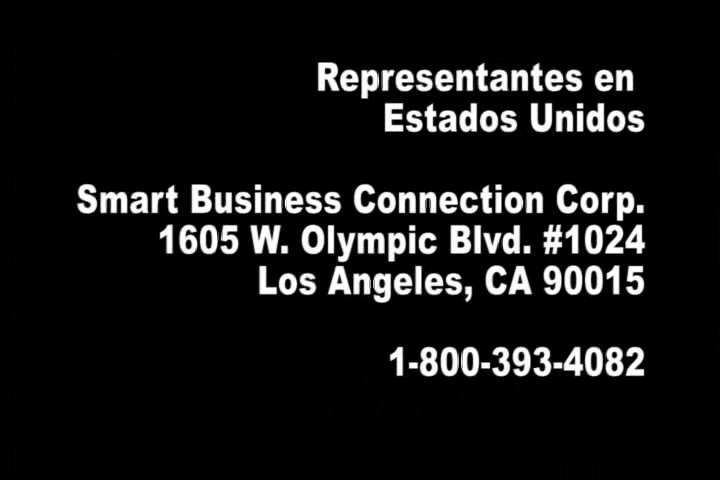 Representantes en
Estados Unidos
Smart Business Connection Corp.
1605 W. Olympic Blvd. #1024
Los Angeles, CA 90015
1-800-393-4082